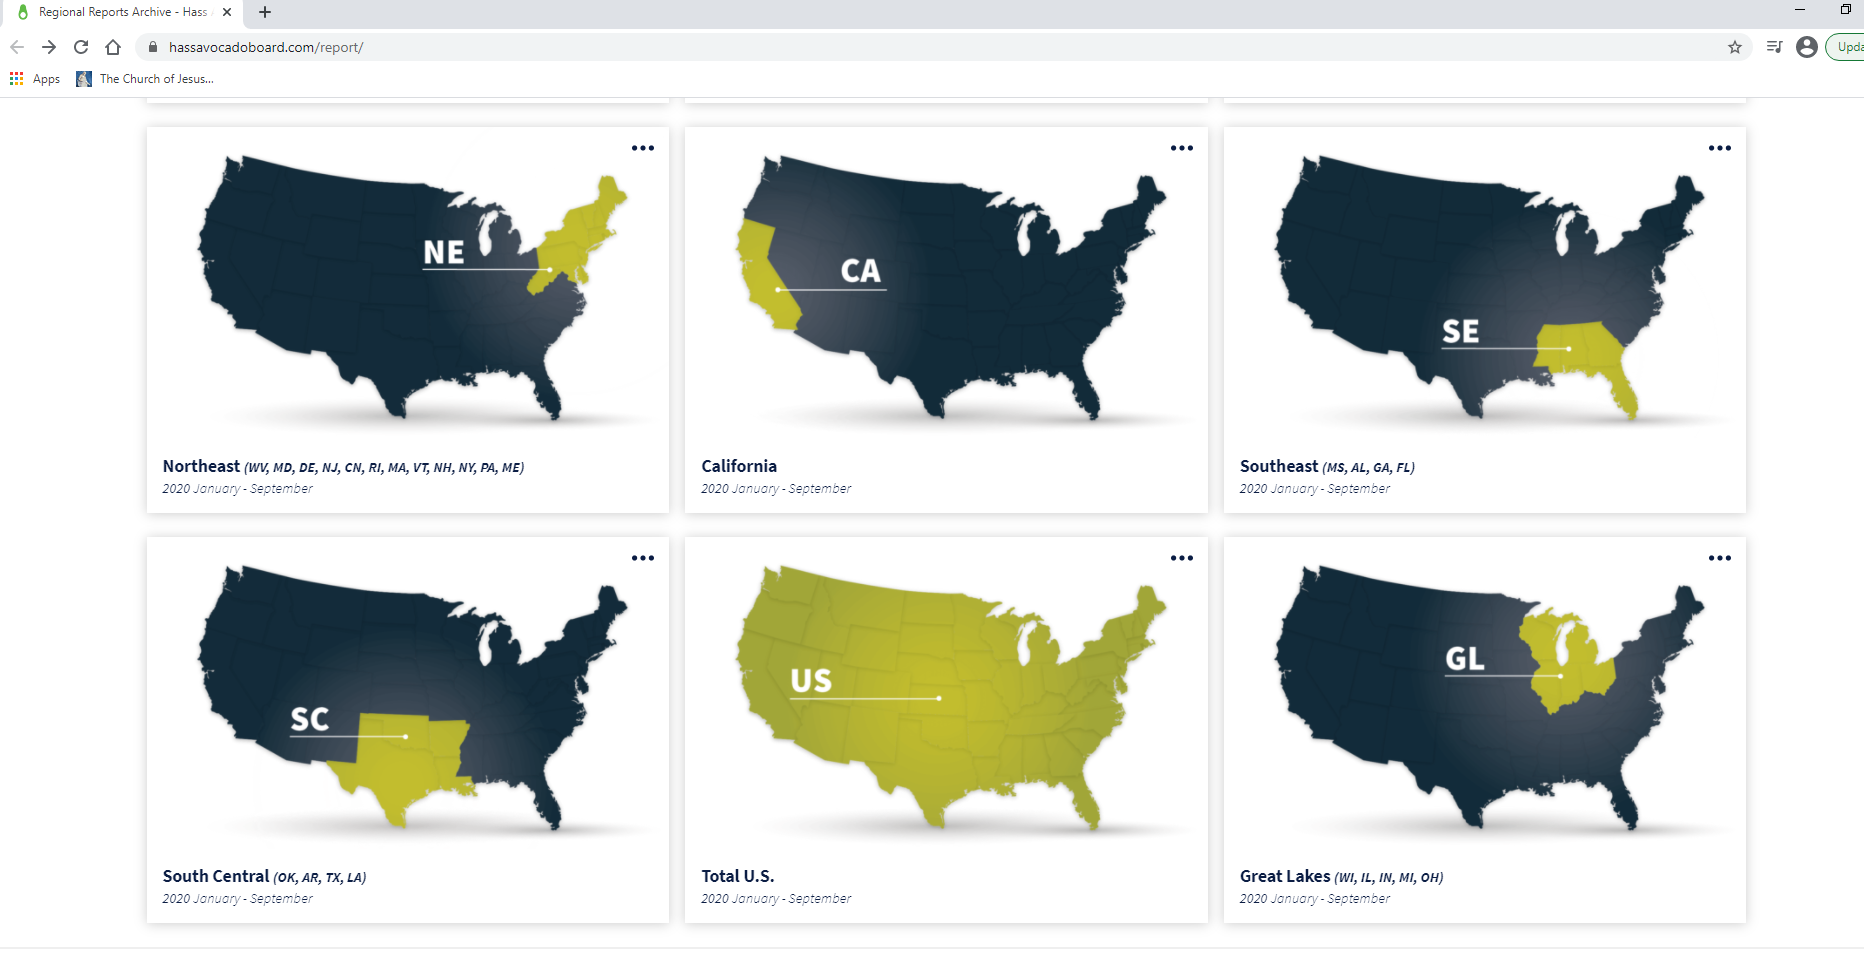 Regional Reports Archive - Hass
hassavocadoboard.com/report/
Upda
Apps
The Church of Jesus...
NE
CA
SE
Northeast (WV, MD, DE, NJ, CN, RI, MA, VT, NH, NY, PA, ME)
2020 January - September
California
2020 January - September
Southeast (MS, AL, GA, FL)
2020 January - September
SC
US
GL
South Central (OK, AR, TX, LA)
2020 January - September
Total U.S.
2020 January - September
Great Lakes (WI, IL, IN, MI, OH)
2020 January - September